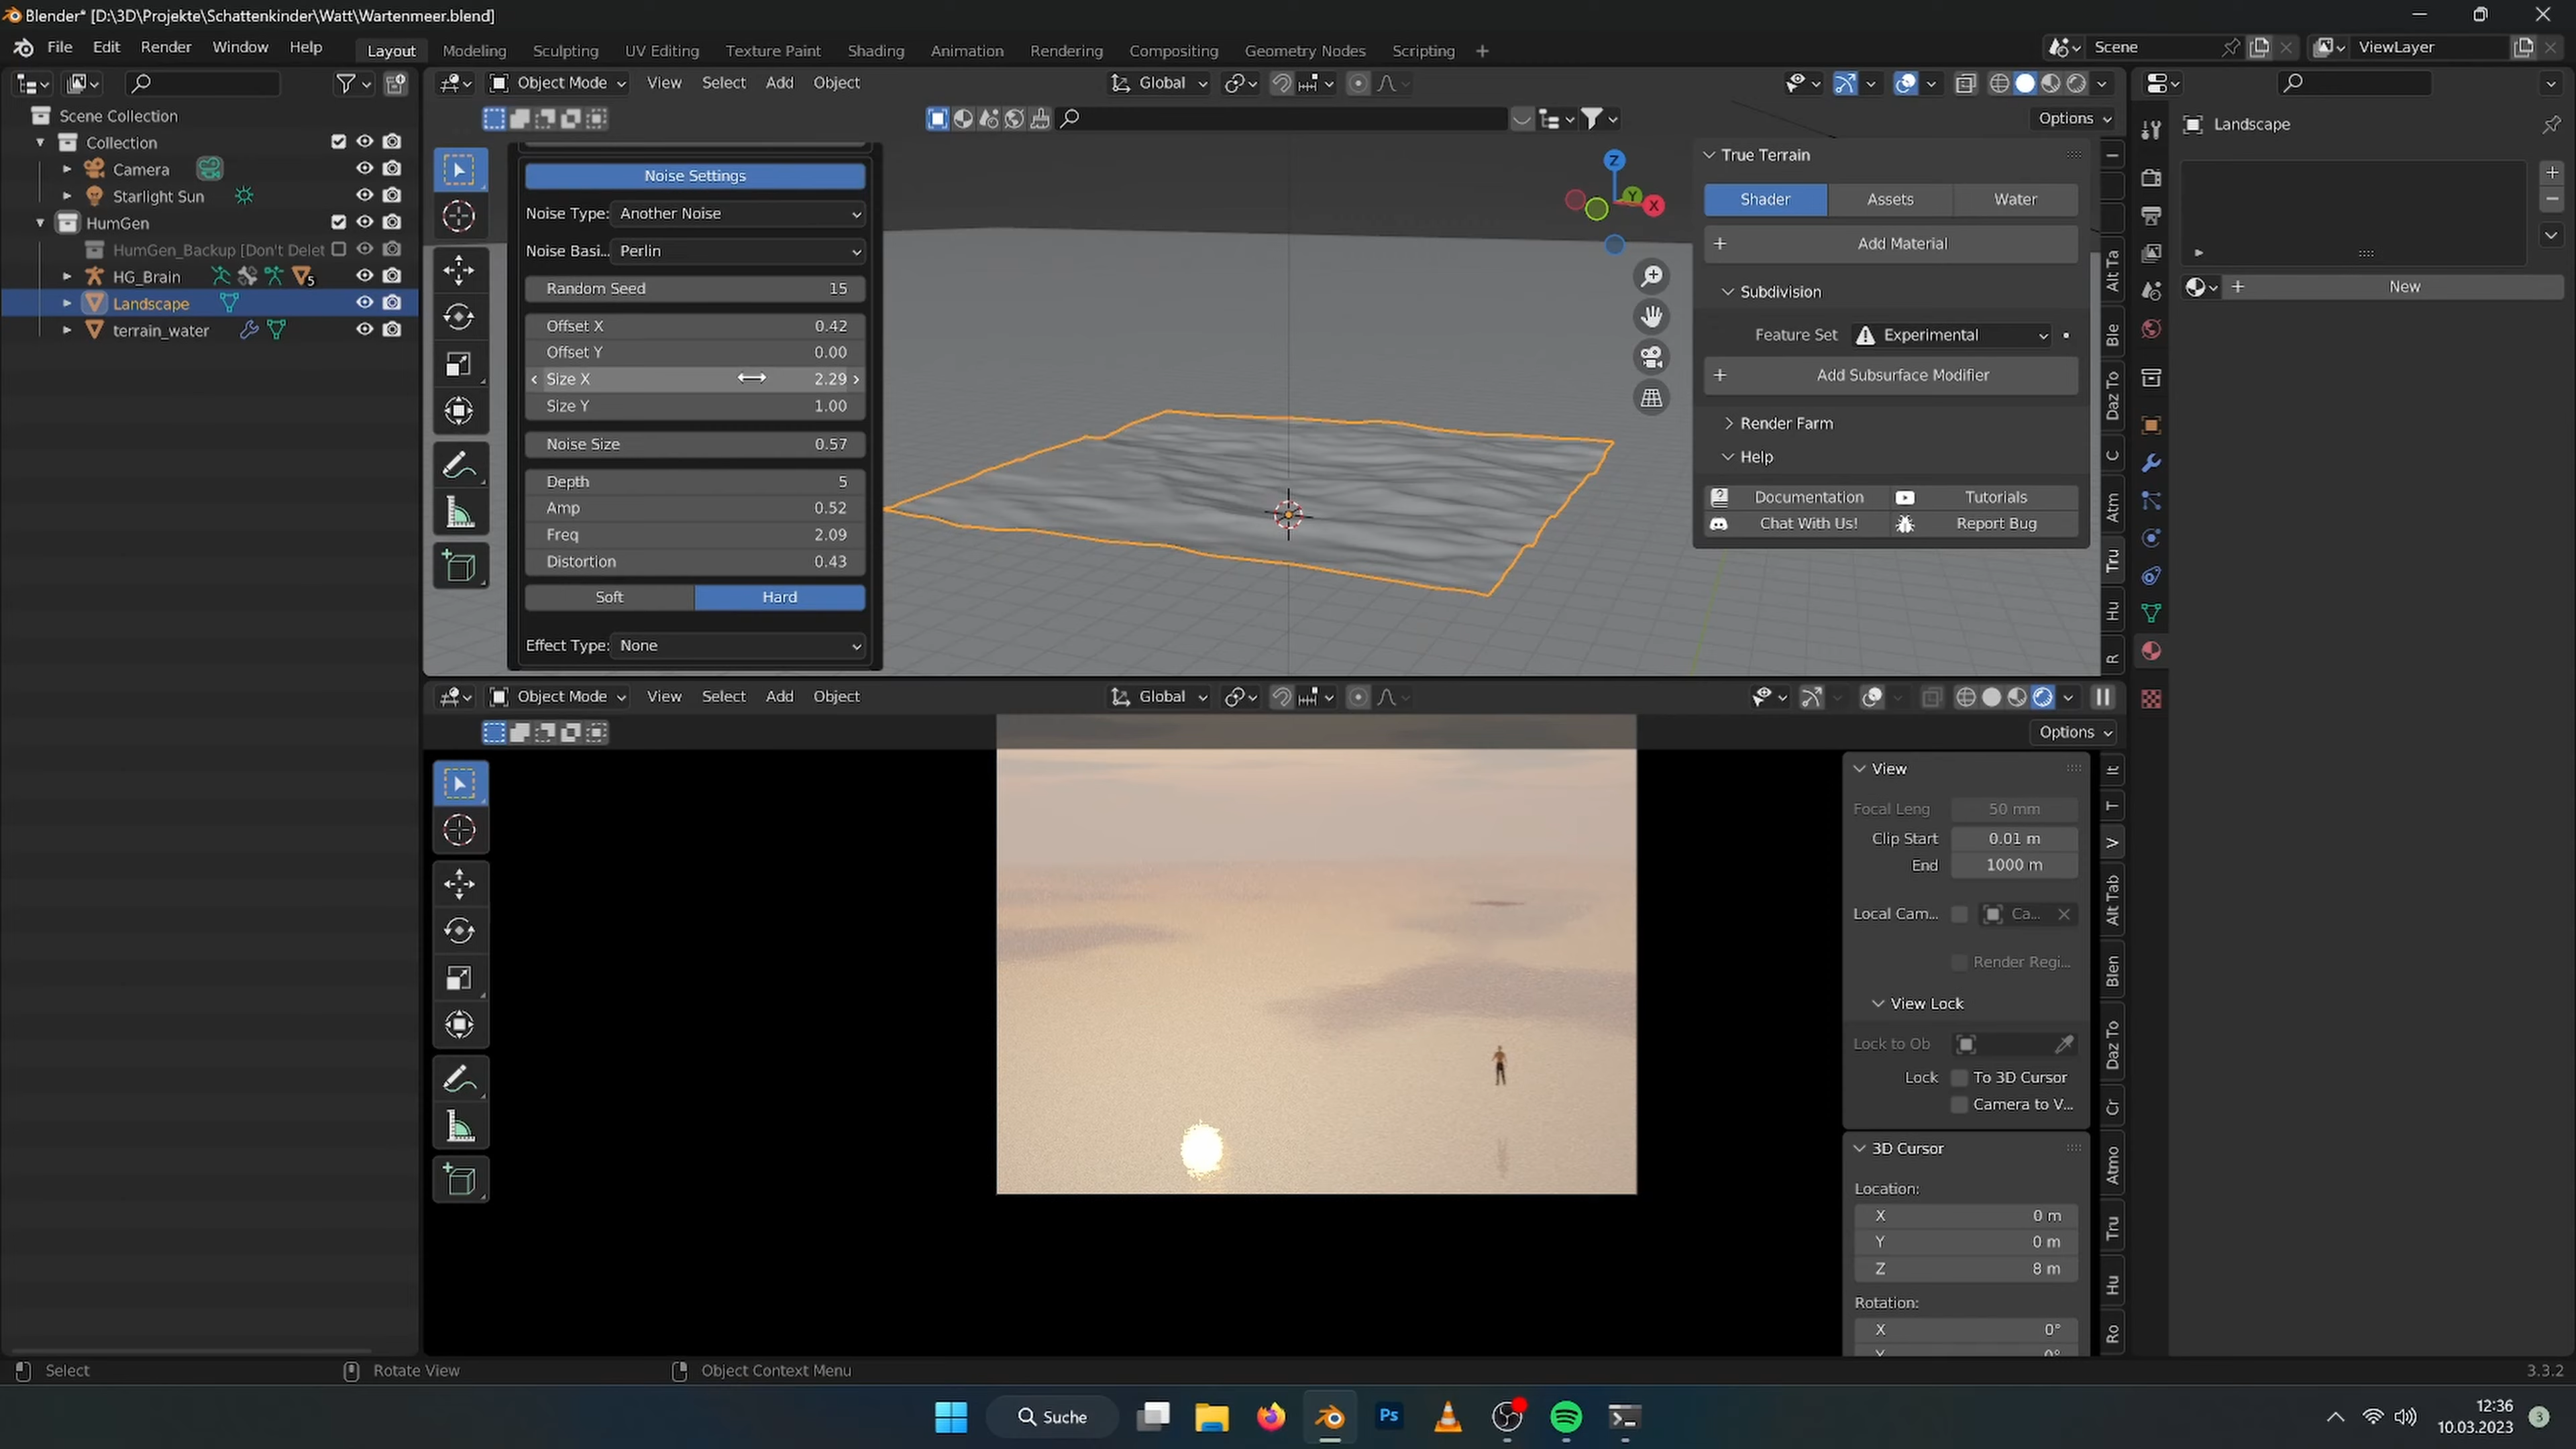 Blender* [D:\3D\Projekte\Schattenkinder\Watt\Wartenmeer.blend]
File Edit Render Window Help
Layout Modeling Sculpting UV Editing Texture Paint Shading Animation Rendering Compositing Geometry Nodes Scripting +
Scene
ViewLayer
Object Mode View Select Add Object
Global
Options
Scene Collection
Collection
Camera
Starlight Sun
HumGen
HumGen_Backup [Don't Delet
HG_Brain 5
Landscape
terrain_water
Noise Settings
Noise Type: Another Noise
Noise Basi... Perlin
Random Seed 15
Offset X 0.42
Offset Y 0.00
Size X 2.29
Size Y 1.00
Noise Size 0.57
Depth 5
Amp 0.52
Freq 2.09
Distortion 0.43
Soft Hard
Effect Type: None
Z
Y
X
True Terrain
Shader Assets Water
+ Add Material
Subdivision
Feature Set Experimental
+ Add Subsurface Modifier
Render Farm
Help
Documentation Tutorials
Chat With Us! Report Bug
Alt Ta
Ble
Daz To
C
Atm
Tru
Hu
R
Landscape
+ New
Object Mode View Select Add Object
Global
Options
View
Focal Leng 50 mm
Clip Start 0.01 m
End 1000 m
Local Cam... Ca...
Render Regi...
View Lock
Lock to Ob
Lock To 3D Cursor
Camera to V...
3D Cursor
Location:
X 0 m
Y 0 m
Z 8 m
Rotation:
X 0°
Y 0°
It
T
V
Alt Tab
Blen
Daz To
Cr
Atmo
Tru
Hu
Ro
Select
Rotate View
Object Context Menu
3.3.2
Suche
Ps
12:36
10.03.2023
3